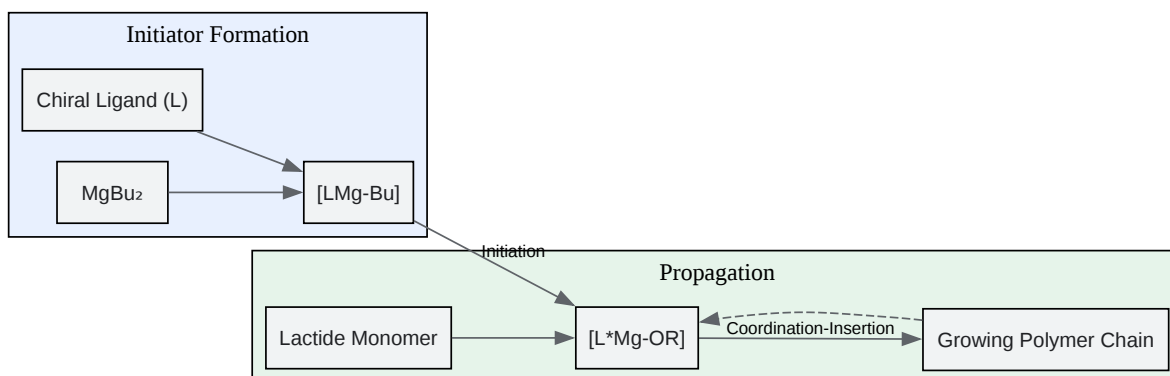 Initiator Formation
Chiral Ligand (L)
MgBu₂
[LMg-Bu]
Initiation
Propagation
Lactide Monomer
[L*Mg-OR]
Coordination-Insertion
Growing Polymer Chain